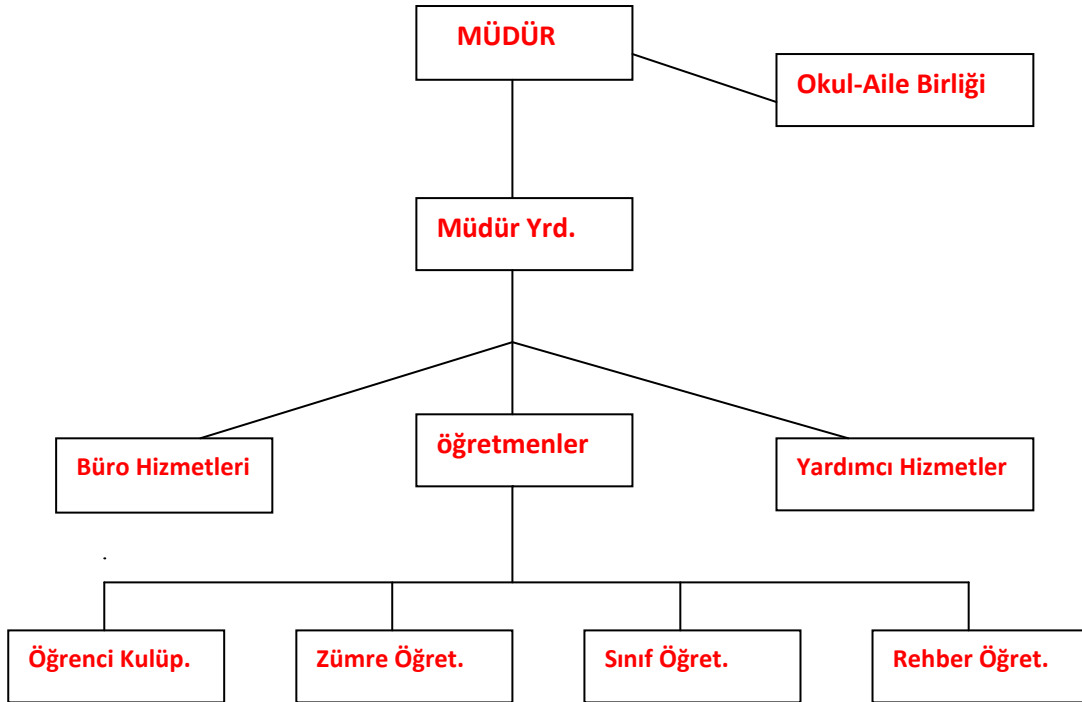 MÜDÜR
Okul-Aile Birliği
Müdür Yrd.
Büro Hizmetleri
öğretmenler
Yardımcı Hizmetler
.
Öğrenci Kulüp.
Zümre Öğret.
Sınıf Öğret.
Rehber Öğret.